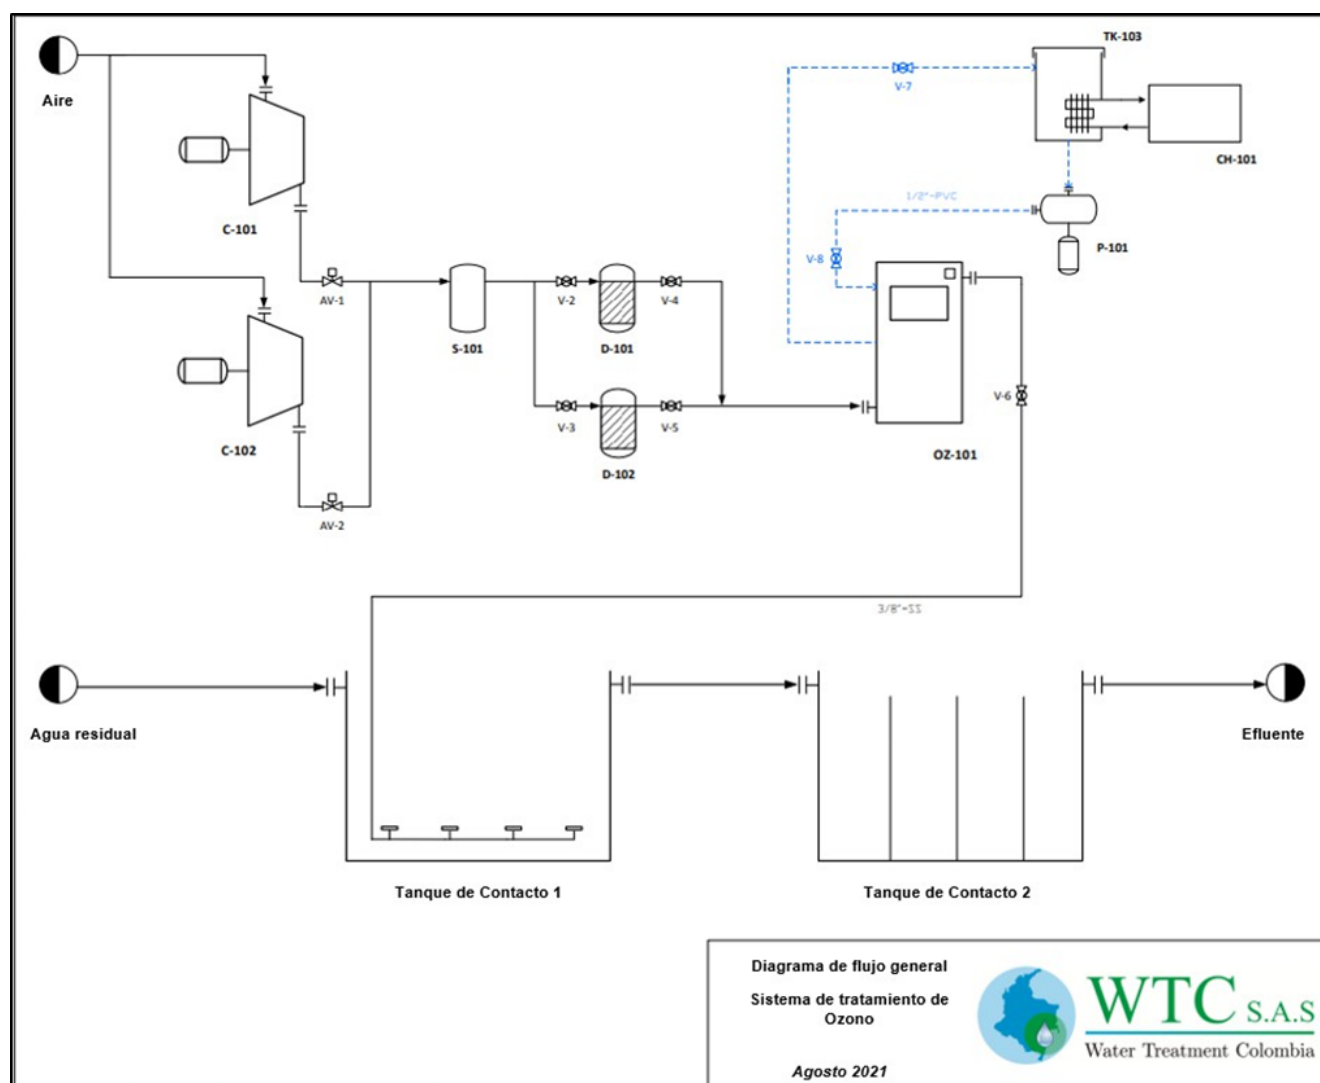 TK-103
Aire
V-7
CH-101
1/2"-PVC
C-101
P-101
V-8
AV-1
V-2
V-4
S-101
D-101
V-6
V-3
V-5
C-102
OZ-101
D-102
AV-2
3/8"-SS
Agua residual
Efluente
Tanque de Contacto 1
Tanque de Contacto 2
Diagrama de flujo general
Sistema de tratamiento de
Ozono
Agosto 2021
WTC S.A.S
Water Treatment Colombia